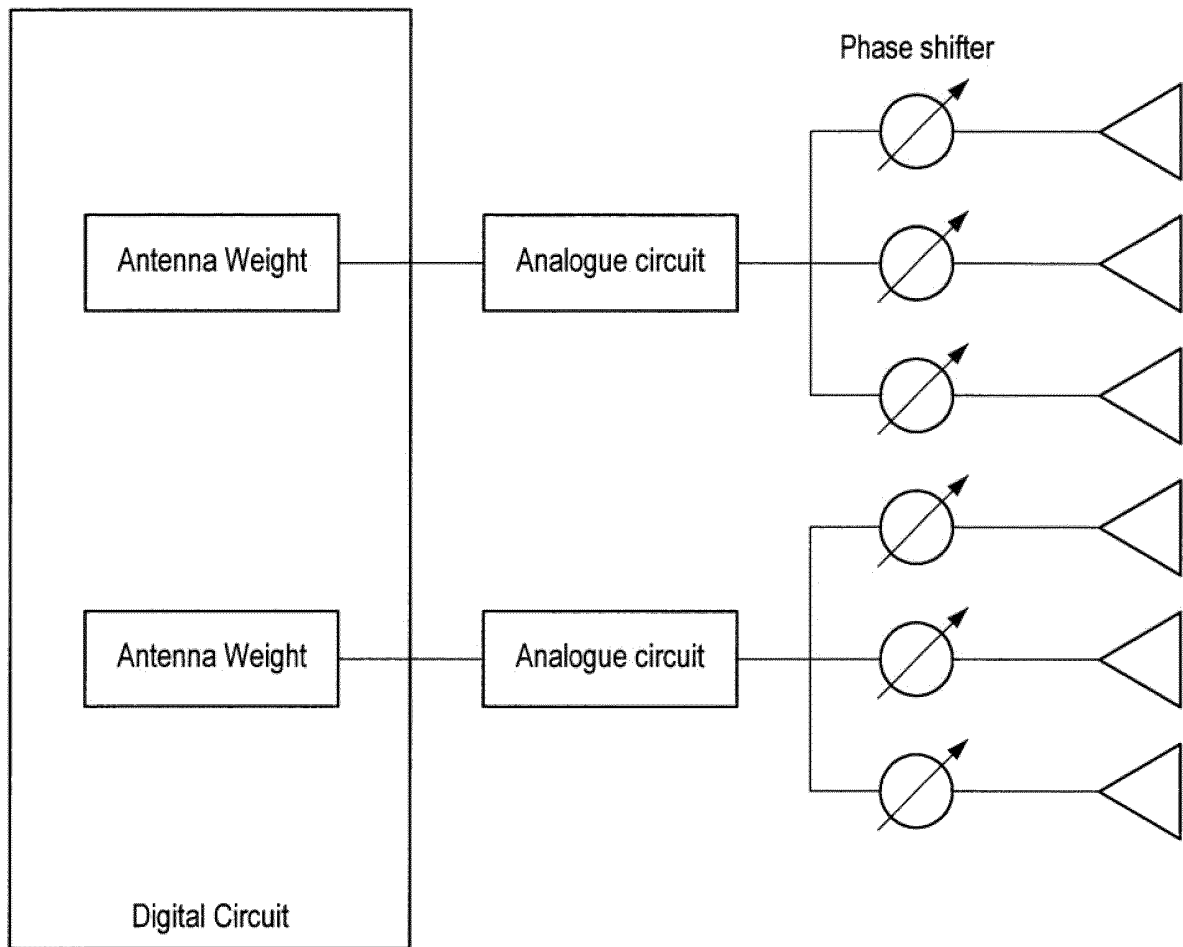 Phase shifter
Antenna Weight
Analogue circuit
Antenna Weight
Analogue circuit
Digital Circuit